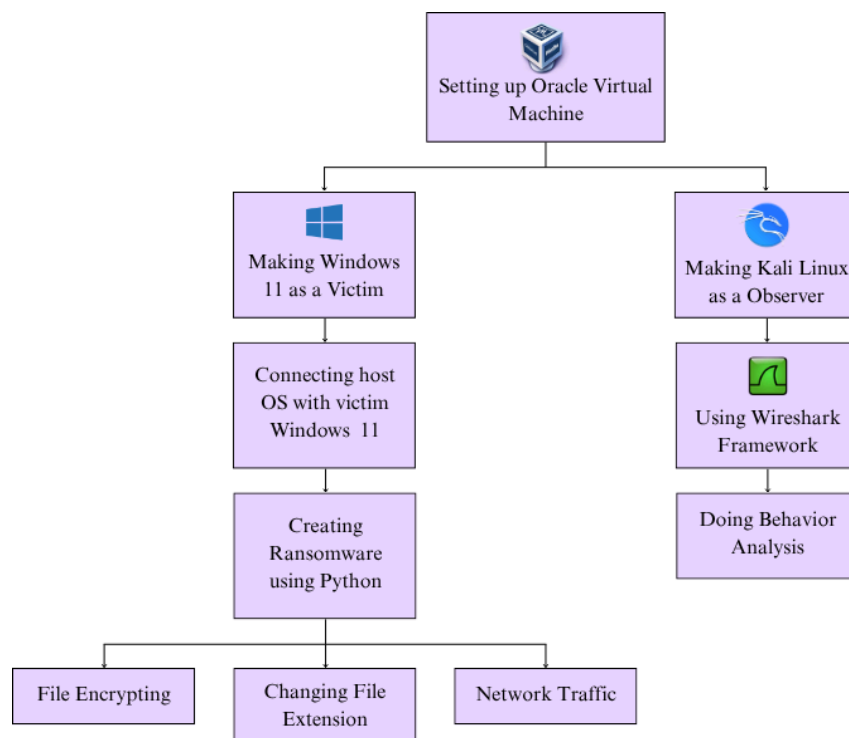 Setting up Oracle Virtual
Machine
Making Windows
11 as a Victim
Making Kali Linux
as a Observer
Connecting host
OS with victim
Windows 11
Using Wireshark
Framework
Creating
Ransomware
using Python
Doing Behavior
Analysis
File Encrypting
Changing File
Extension
Network Traffic